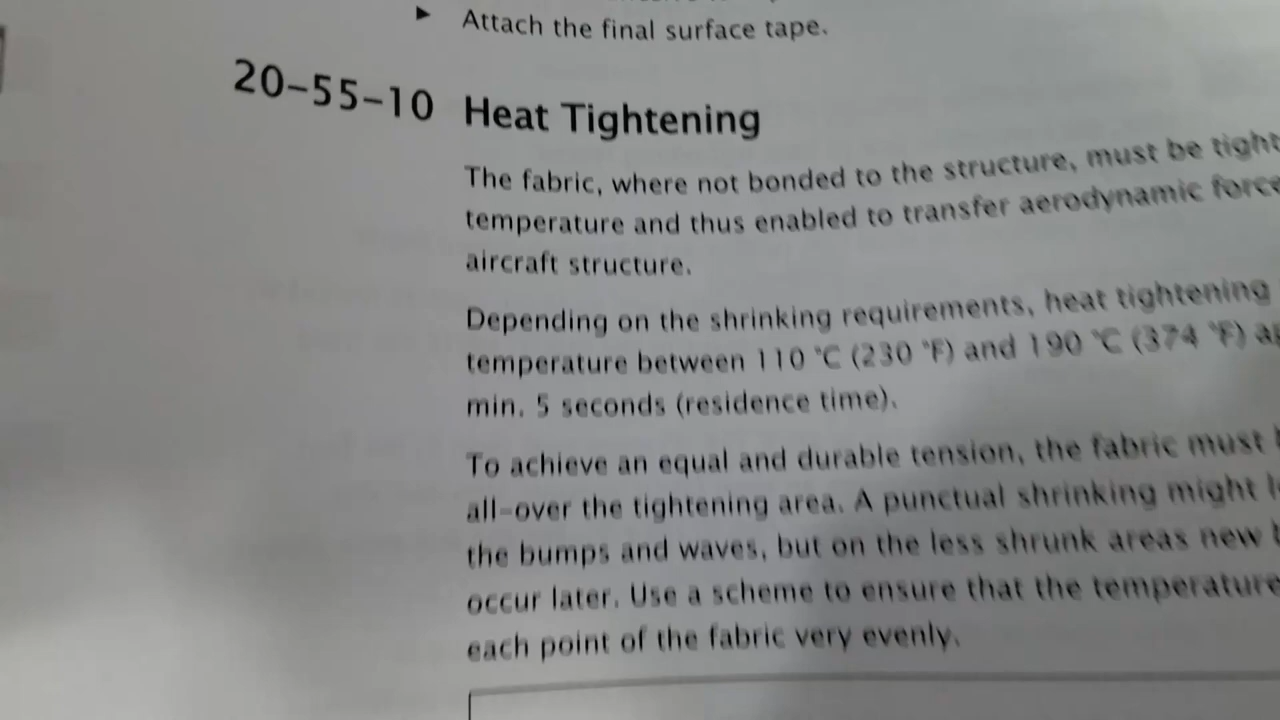 ► Attach the final surface tape.
20-55-10 Heat Tightening
The fabric, where not bonded to the structure, must be
temperature and thus enabled to transfer aerodynamic
aircraft structure.
Depending on the shrinking requirements, heat tightening
temperature between 110 °C (230 °F) and 190 °C (374 °F)
min. 5 seconds (residence time).
To achieve an equal and durable tension, the fabric must
all-over the tightening area. A punctual shrinking might
the bumps and waves, but on the less shrunk areas new
occur later. Use a scheme to ensure that the temperature
each point of the fabric very evenly.